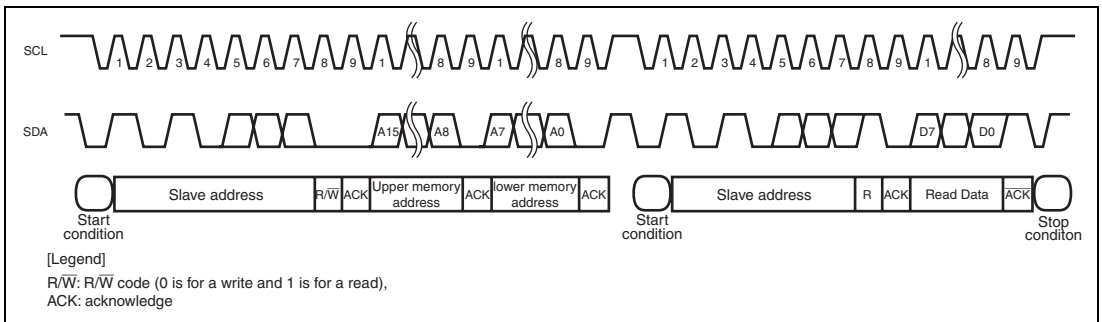 SCL
1 2 3 4 5 6 7 8 9 1 8 9 1 8 9 1 2 3 4 5 6 7 8 9 1 8 9
SDA
A15 A8 A7 A0 D7 D0
Slave address R/W̅ ACK Upper memory address ACK lower memory address ACK Slave address R ACK Read Data A̅C̅K̅
Start condition Start condition Stop conditon
[Legend]
R/W̅: R/W̅ code (0 is for a write and 1 is for a read),
ACK: acknowledge